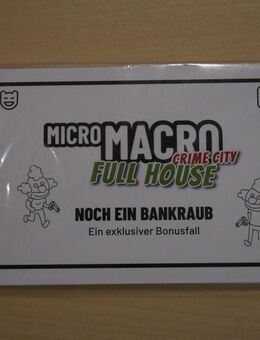 MICRO MACRO
CRIME CITY
FULL HOUSE
NOCH EIN BANKRAUB
Ein exklusiver Bonusfall